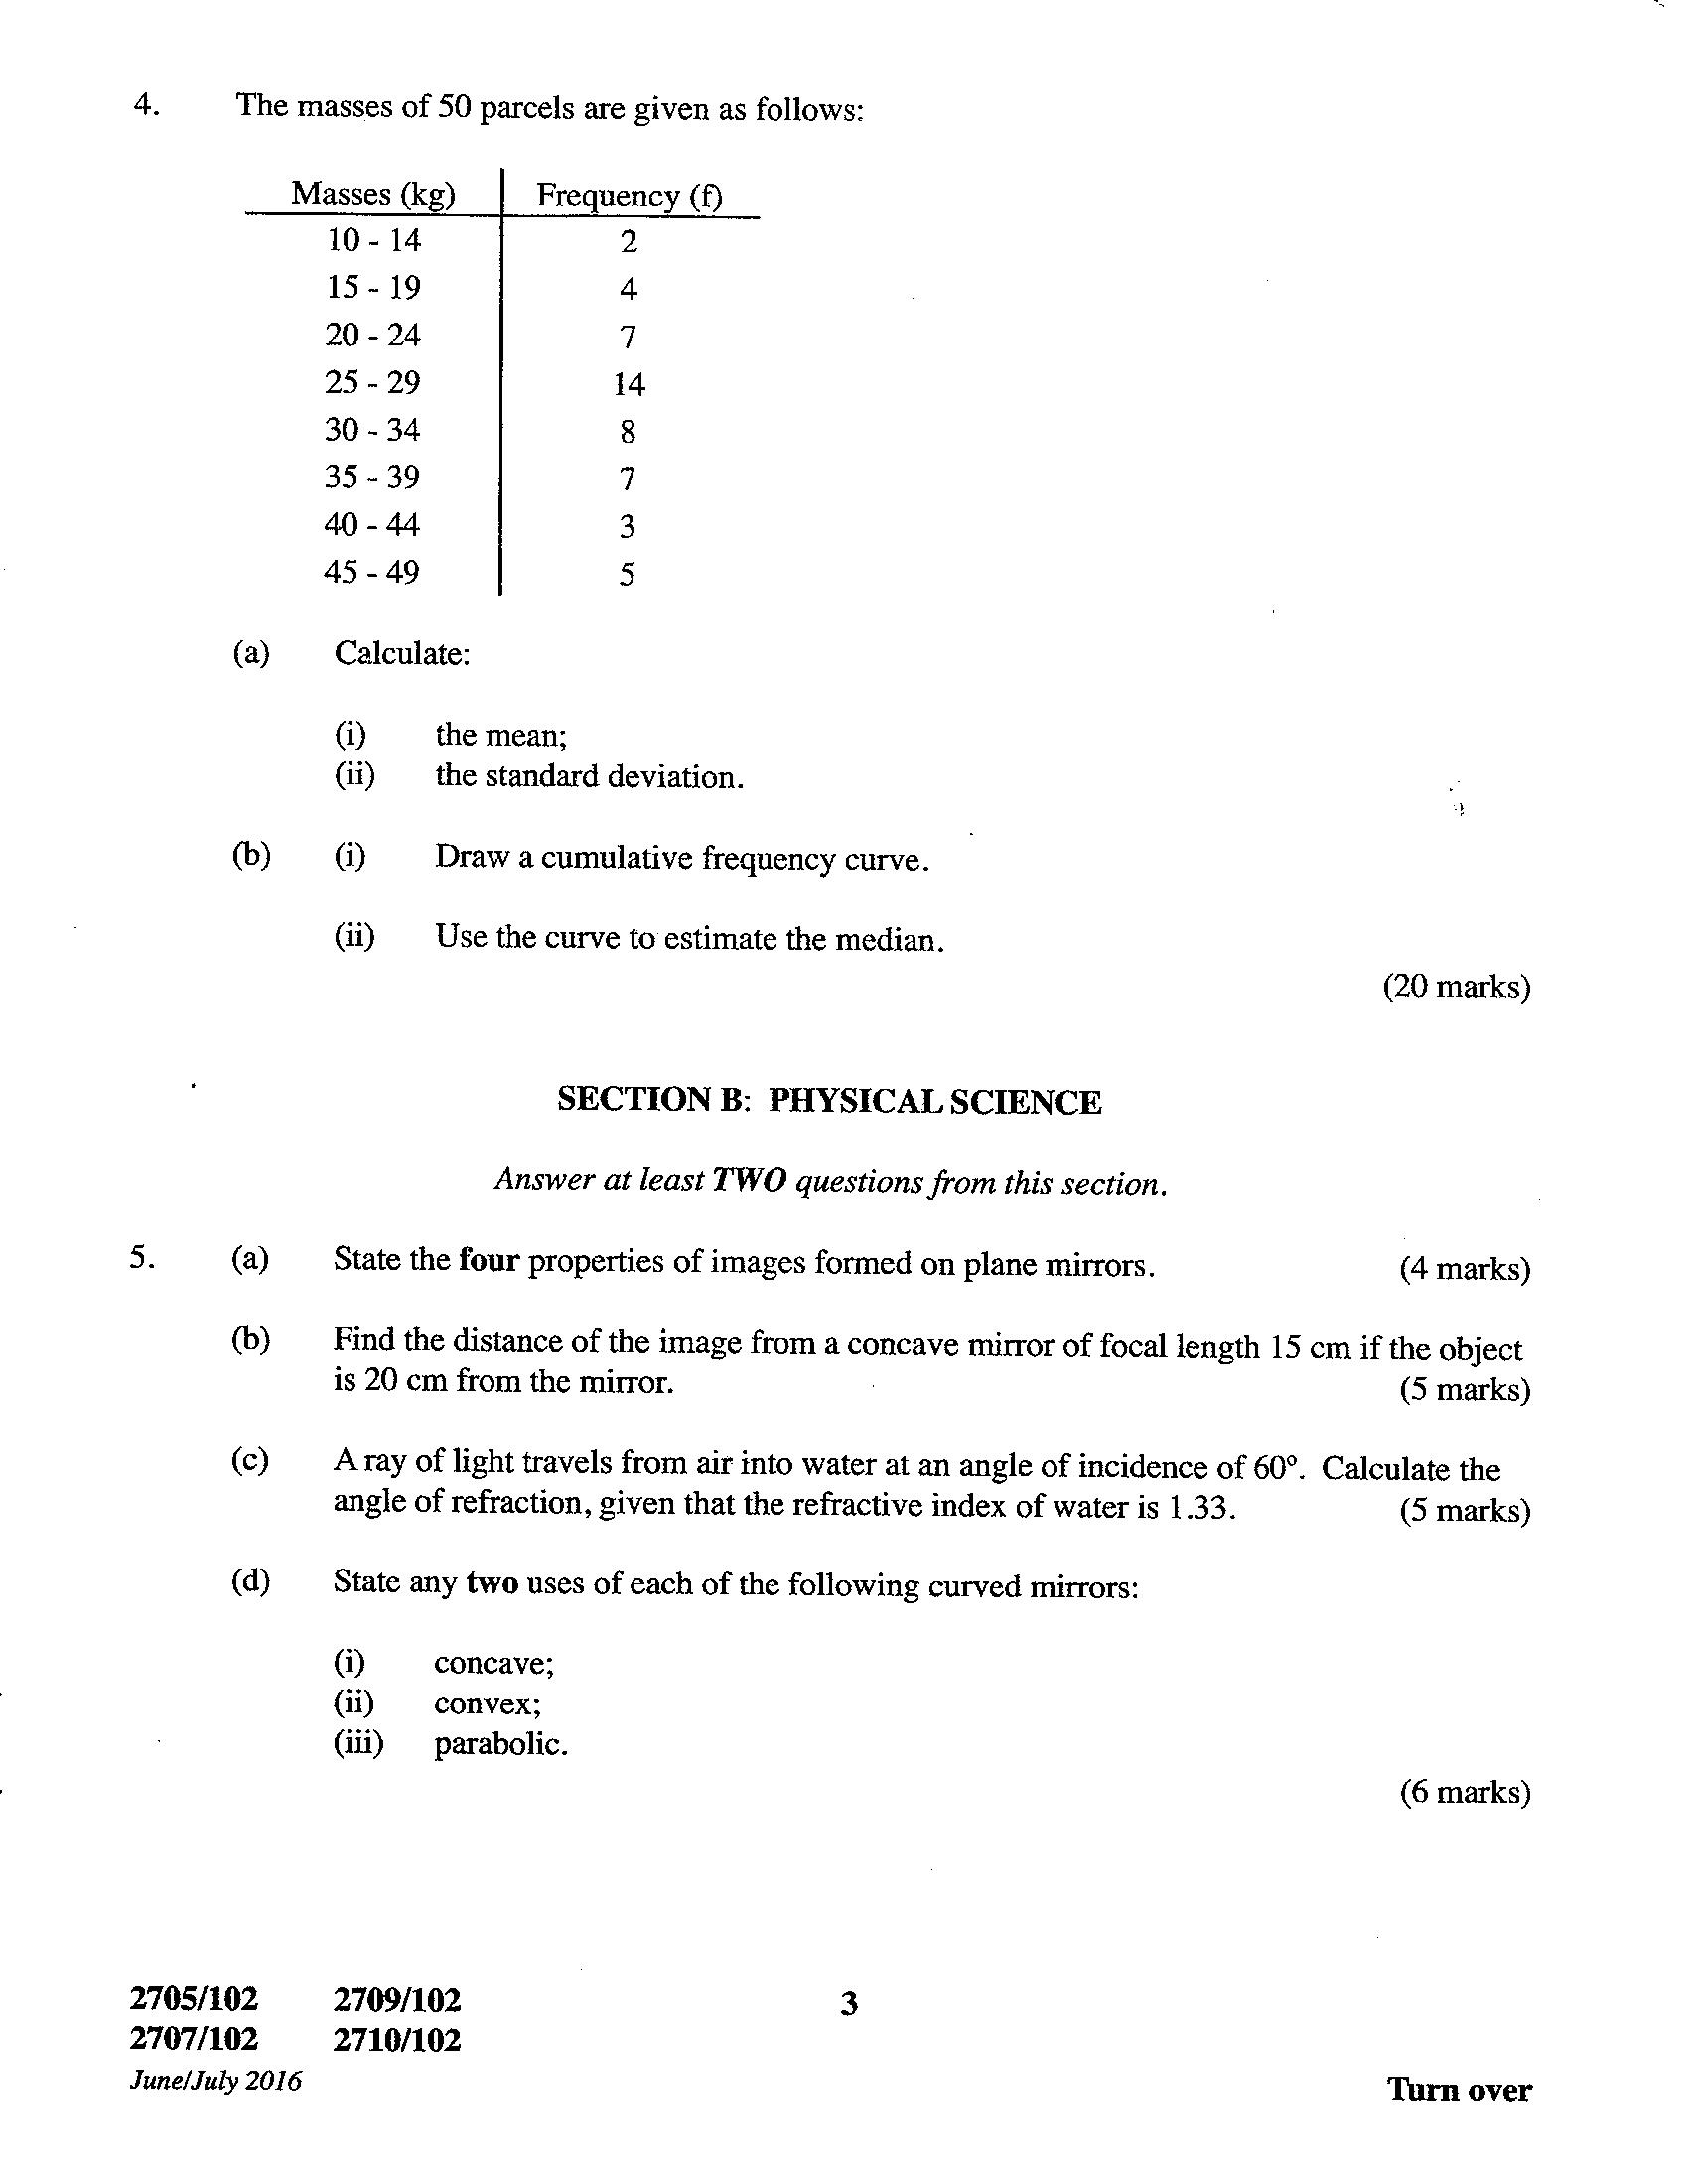 4. The masses of 50 parcels are given as follows:
Masses (kg) Frequency (f)
10 - 14 2
15 - 19 4
20 - 24 7
25 - 29 14
30 - 34 8
35 - 39 7
40 - 44 3
45 - 49 5
(a) Calculate:
(i) the mean;
(ii) the standard deviation.
(b) (i) Draw a cumulative frequency curve.
(ii) Use the curve to estimate the median.
(20 marks)
SECTION B: PHYSICAL SCIENCE
Answer at least TWO questions from this section.
5. (a) State the four properties of images formed on plane mirrors. (4 marks)
(b) Find the distance of the image from a concave mirror of focal length 15 cm if the object
is 20 cm from the mirror. (5 marks)
(c) A ray of light travels from air into water at an angle of incidence of 60°. Calculate the
angle of refraction, given that the refractive index of water is 1.33. (5 marks)
(d) State any two uses of each of the following curved mirrors:
(i) concave;
(ii) convex;
(iii) parabolic.
(6 marks)
2705/102 2709/102
2707/102 2710/102
June/July 2016
3
Turn over